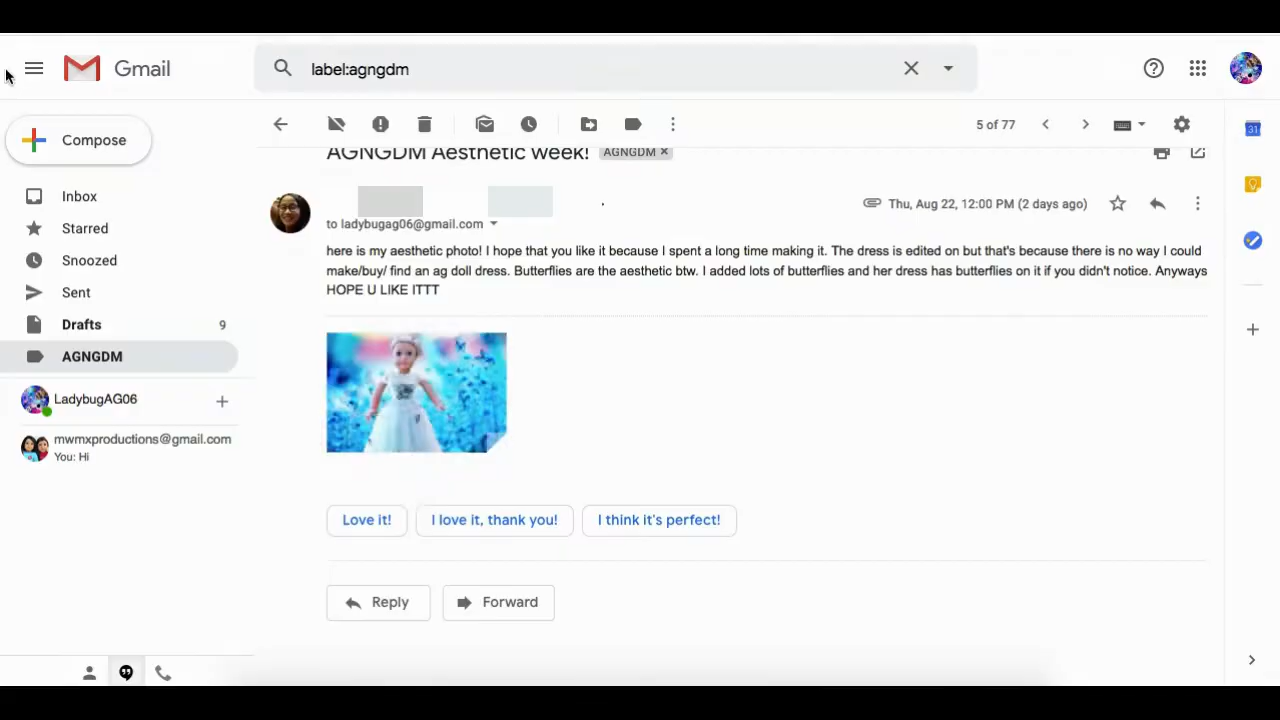 Gmail
label:agngdm
Compose
5 of 77
AGNGDM Aesthetic week!
AGNGDM ×
Inbox
Starred
Snoozed
Sent
Drafts 9
AGNGDM
LadybugAG06
mwmxproductions@gmail.com
You: Hi
Thu, Aug 22, 12:00 PM (2 days ago)
to ladybugag06@gmail.com
here is my aesthetic photo! I hope that you like it because I spent a long time making it. The dress is edited on but that's because there is no way I could
make/buy/ find an ag doll dress. Butterflies are the aesthetic btw. I added lots of butterflies and her dress has butterflies on it if you didn't notice. Anyways
HOPE U LIKE ITTT
Love it!
I love it, thank you!
I think it's perfect!
Reply
Forward
31